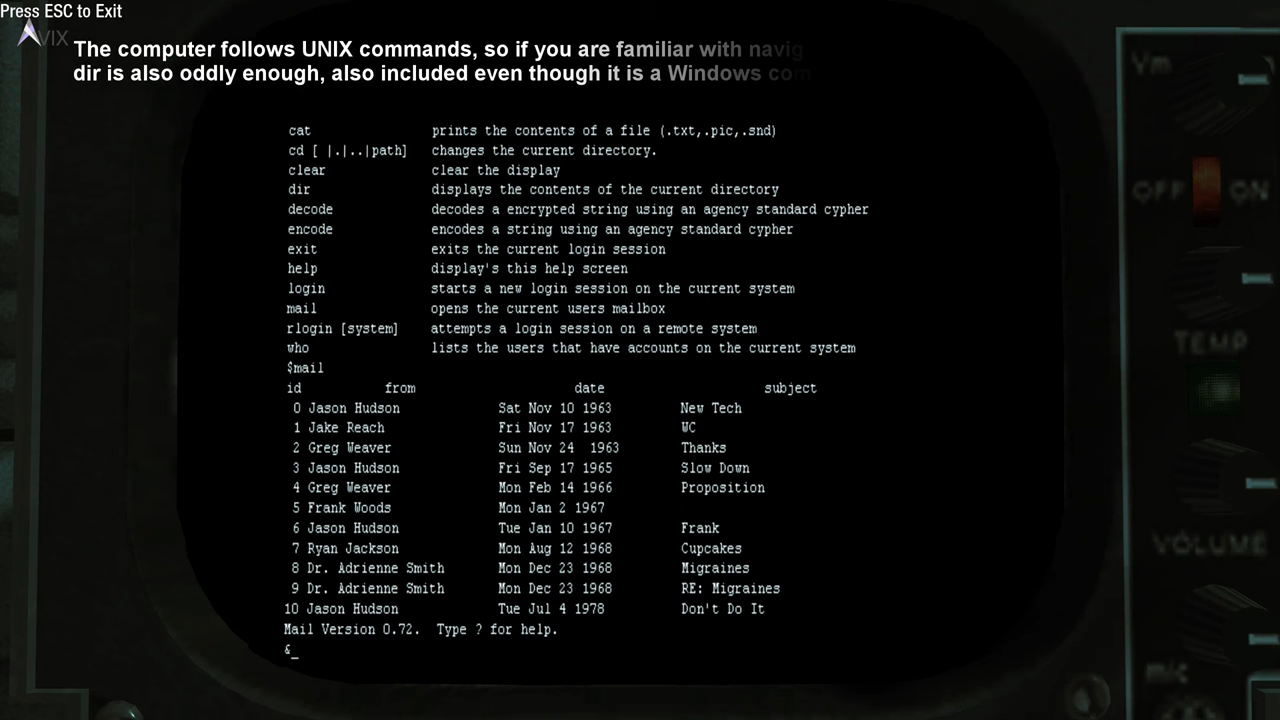 Press ESC to Exit
VIX
The computer follows UNIX commands, so if you are familiar with navig
dir is also oddly enough, also included even though it is a Windows com
cat prints the contents of a file (.txt,.pic,.snd)
cd [ |.|..|path] changes the current directory.
clear clear the display
dir displays the contents of the current directory
decode decodes a encrypted string using an agency standard cypher
encode encodes a string using an agency standard cypher
exit exits the current login session
help display's this help screen
login starts a new login session on the current system
mail opens the current users mailbox
rlogin [system] attempts a login session on a remote system
who lists the users that have accounts on the current system
$mail
id from date subject
0 Jason Hudson Sat Nov 10 1963 New Tech
1 Jake Reach Fri Nov 17 1963 WC
2 Greg Weaver Sun Nov 24 1963 Thanks
3 Jason Hudson Fri Sep 17 1965 Slow Down
4 Greg Weaver Mon Feb 14 1966 Proposition
5 Frank Woods Mon Jan 2 1967
6 Jason Hudson Tue Jan 10 1967 Frank
7 Ryan Jackson Mon Aug 12 1968 Cupcakes
8 Dr. Adrienne Smith Mon Dec 23 1968 Migraines
9 Dr. Adrienne Smith Mon Dec 23 1968 RE: Migraines
10 Jason Hudson Tue Jul 4 1978 Don't Do It
Mail Version 0.72. Type ? for help.
&_
Vm
OFF ON
TEMP
VOLUME
mic